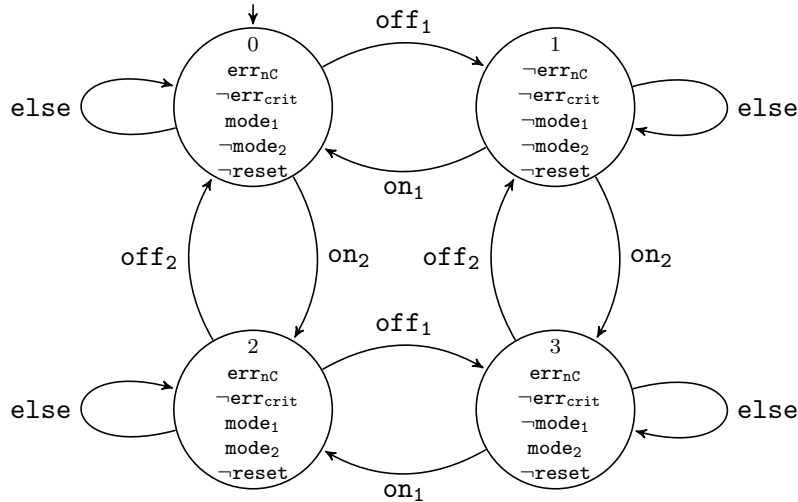 off₁
0
err_nC
¬err_crit
mode₁
¬mode₂
¬reset
1
¬err_nC
¬err_crit
¬mode₁
¬mode₂
¬reset
else
else
on₁
off₂
on₂
off₂
on₂
off₁
2
err_nC
¬err_crit
mode₁
mode₂
¬reset
3
err_nC
¬err_crit
¬mode₁
mode₂
¬reset
else
else
on₁